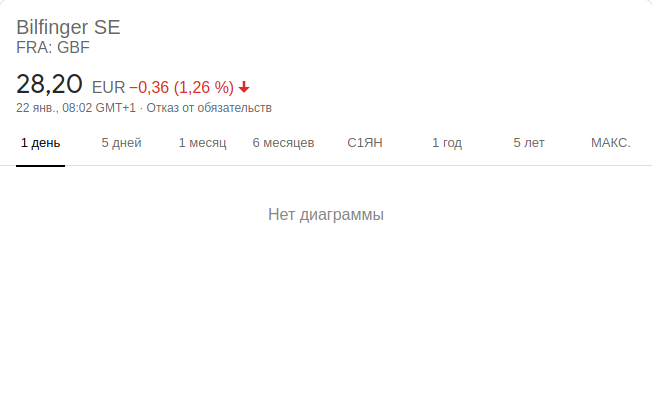 Bilfinger SE
FRA: GBF
28,20 EUR −0,36 (1,26 %)
22 янв., 08:02 GMT+1 · Отказ от обязательств
1 день 5 дней 1 месяц 6 месяцев С1ЯН 1 год 5 лет МАКС.
Нет диаграммы